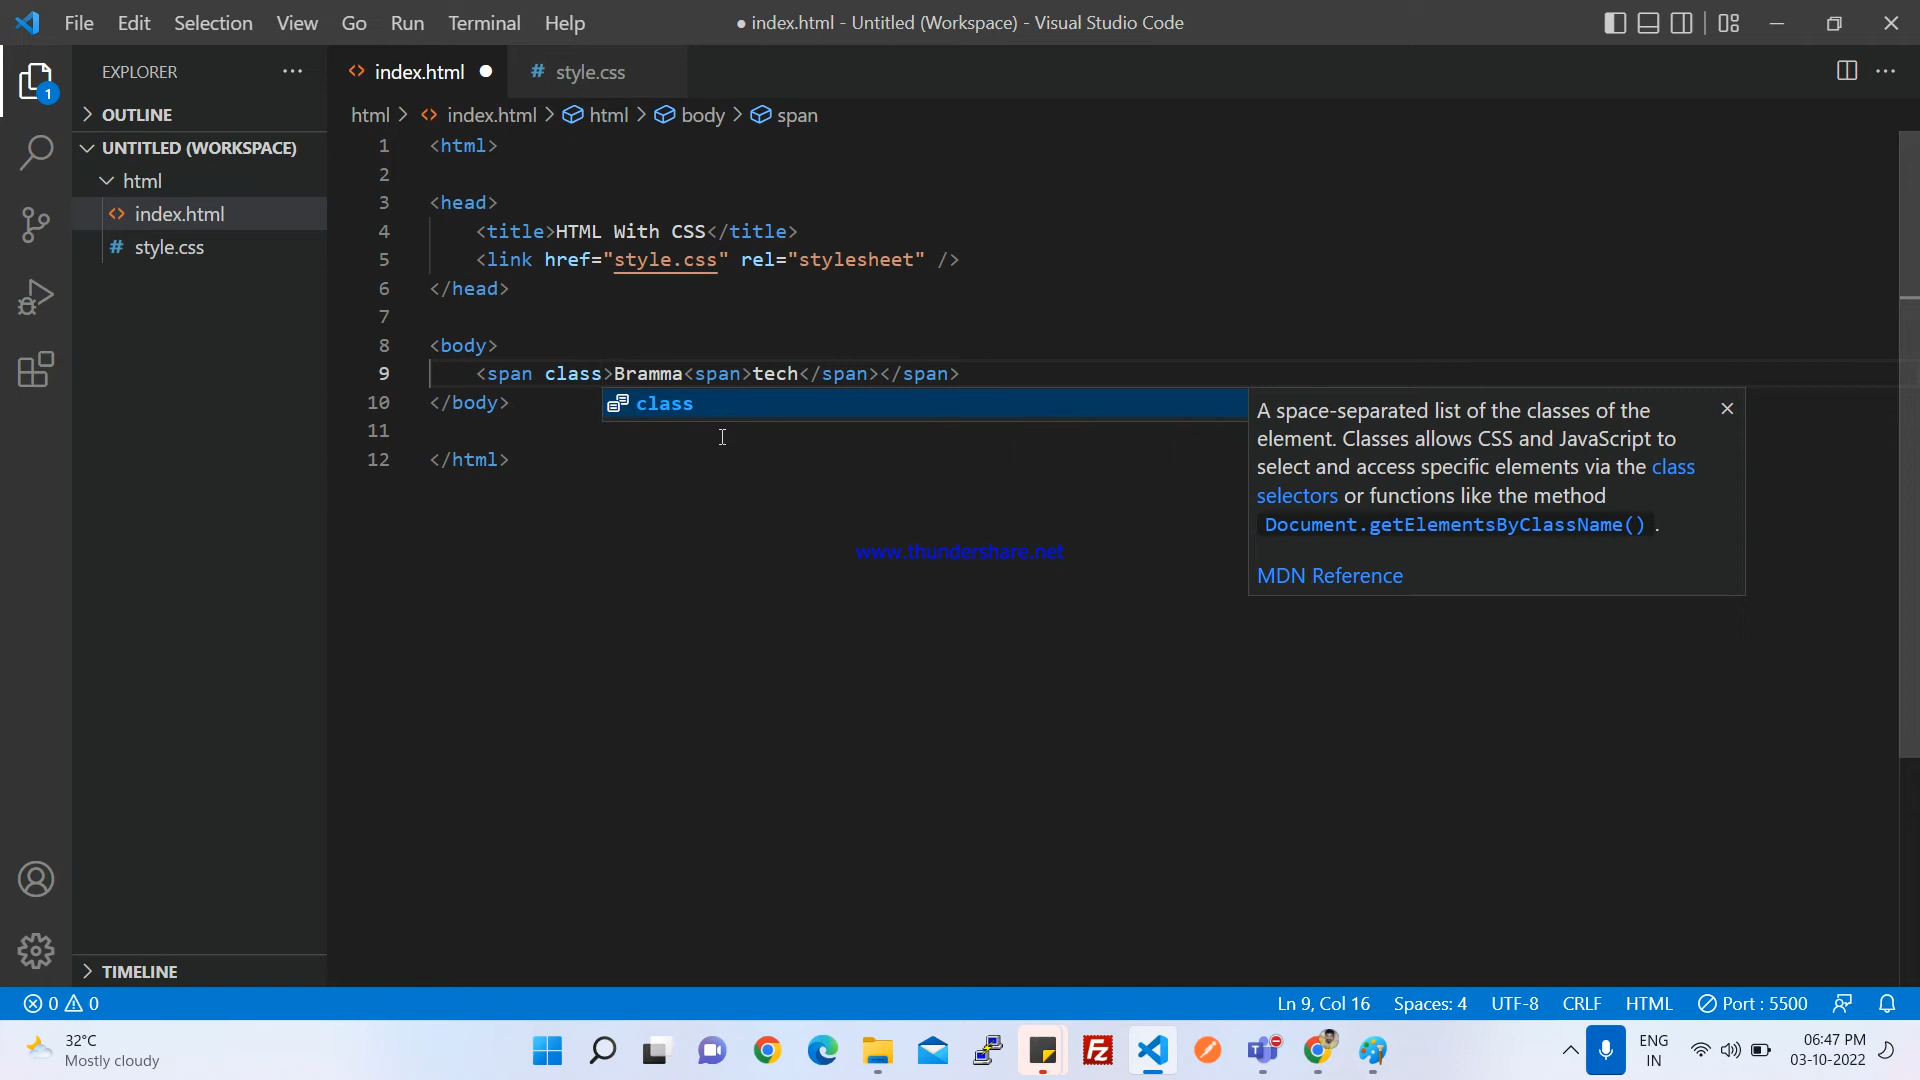 File Edit Selection View Go Run Terminal Help
● index.html - Untitled (Workspace) - Visual Studio Code
EXPLORER
1
OUTLINE
UNTITLED (WORKSPACE)
html
index.html
style.css
TIMELINE
index.html ●
# style.css
html > index.html > html > body > span
1 <html>
2
3 <head>
4 <title>HTML With CSS</title>
5 <link href="style.css" rel="stylesheet" />
6 </head>
7
8 <body>
9 <span class>Bramma<span>tech</span></span>
10 </body>
11
12 </html>
class
A space-separated list of the classes of the
element. Classes allows CSS and JavaScript to
select and access specific elements via the class
selectors or functions like the method
Document.getElementsByClassName() .
MDN Reference
www.thundershare.net
0 0
Ln 9, Col 16 Spaces: 4 UTF-8 CRLF HTML Port : 5500
32°C
Mostly cloudy
ENG
IN
06:47 PM
03-10-2022